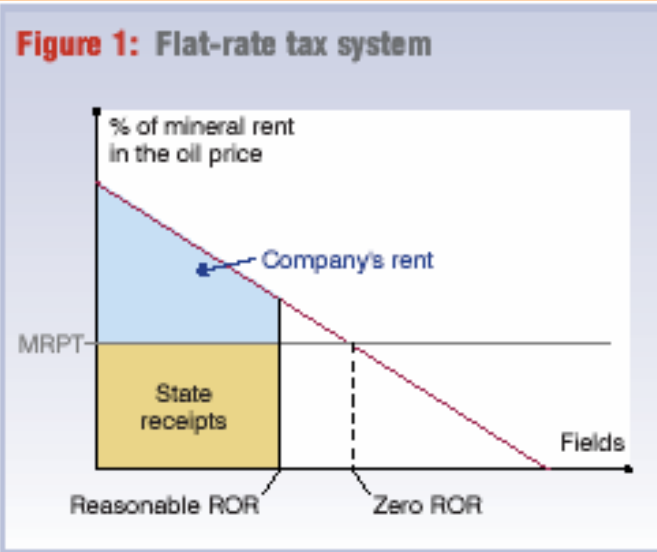 Figure 1: Flat-rate tax system
% of mineral rent
in the oil price
Company's rent
MRPT
State
receipts
Fields
Reasonable ROR
Zero ROR